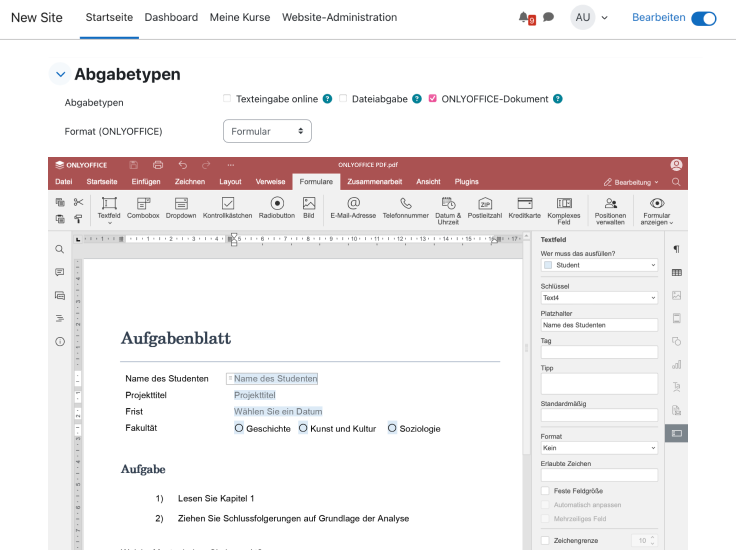 New Site Startseite Dashboard Meine Kurse Website-Administration AU Bearbeiten
Abgabetypen
Abgabetypen Texteingabe online Dateiabgabe ONLYOFFICE-Dokument
Format (ONLYOFFICE) Formular
ONLYOFFICE ONLYOFFICE PDF.pdf
Datei Startseite Einfügen Zeichnen Layout Verweise Formulare Zusammenarbeit Ansicht Plugins Bearbeitung
Textfeld Combobox Dropdown Kontrollkästchen Radiobutton Bild E-Mail-Adresse Telefonnummer Datum & Uhrzeit Postleitzahl Kreditkarte Komplexes Feld Positionen verwalten Formular anzeigen
Textfeld
Wer muss das ausfüllen?
Student
Schlüssel
Text4
Platzhalter
Name des Studenten
Tag
Tipp
Standardmäßig
Format
Kein
Erlaubte Zeichen
Feste Feldgröße
Automatisch anpassen
Mehrzeiliges Feld
Zeichengrenze 10
Aufgabenblatt
Name des Studenten Name des Studenten
Projekttitel Projekttitel
Frist Wählen Sie ein Datum
Fakultät Geschichte Kunst und Kultur Soziologie
Aufgabe
1) Lesen Sie Kapitel 1
2) Ziehen Sie Schlussfolgerungen auf Grundlage der Analyse